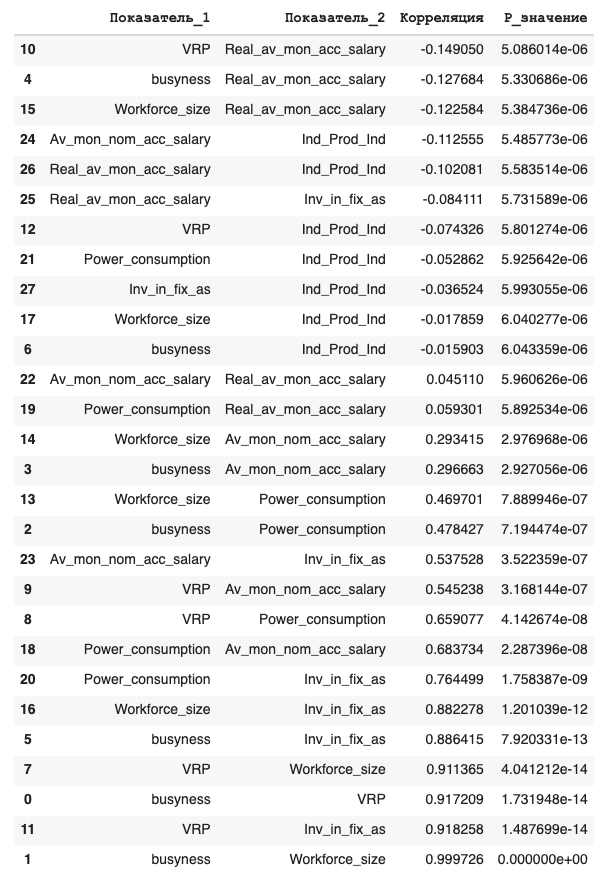 Показатель_1 Показатель_2 Корреляция P_значение
10 VRP Real_av_mon_acc_salary -0.149050 5.086014e-06
4 busyness Real_av_mon_acc_salary -0.127684 5.330686e-06
15 Workforce_size Real_av_mon_acc_salary -0.122584 5.384736e-06
24 Av_mon_nom_acc_salary Ind_Prod_Ind -0.112555 5.485773e-06
26 Real_av_mon_acc_salary Ind_Prod_Ind -0.102081 5.583514e-06
25 Real_av_mon_acc_salary Inv_in_fix_as -0.084111 5.731589e-06
12 VRP Ind_Prod_Ind -0.074326 5.801274e-06
21 Power_consumption Ind_Prod_Ind -0.052862 5.925642e-06
27 Inv_in_fix_as Ind_Prod_Ind -0.036524 5.993055e-06
17 Workforce_size Ind_Prod_Ind -0.017859 6.040277e-06
6 busyness Ind_Prod_Ind -0.015903 6.043359e-06
22 Av_mon_nom_acc_salary Real_av_mon_acc_salary 0.045110 5.960626e-06
19 Power_consumption Real_av_mon_acc_salary 0.059301 5.892534e-06
14 Workforce_size Av_mon_nom_acc_salary 0.293415 2.976968e-06
3 busyness Av_mon_nom_acc_salary 0.296663 2.927056e-06
13 Workforce_size Power_consumption 0.469701 7.889946e-07
2 busyness Power_consumption 0.478427 7.194474e-07
23 Av_mon_nom_acc_salary Inv_in_fix_as 0.537528 3.522359e-07
9 VRP Av_mon_nom_acc_salary 0.545238 3.168144e-07
8 VRP Power_consumption 0.659077 4.142674e-08
18 Power_consumption Av_mon_nom_acc_salary 0.683734 2.287396e-08
20 Power_consumption Inv_in_fix_as 0.764499 1.758387e-09
16 Workforce_size Inv_in_fix_as 0.882278 1.201039e-12
5 busyness Inv_in_fix_as 0.886415 7.920331e-13
7 VRP Workforce_size 0.911365 4.041212e-14
0 busyness VRP 0.917209 1.731948e-14
11 VRP Inv_in_fix_as 0.918258 1.487699e-14
1 busyness Workforce_size 0.999726 0.000000e+00